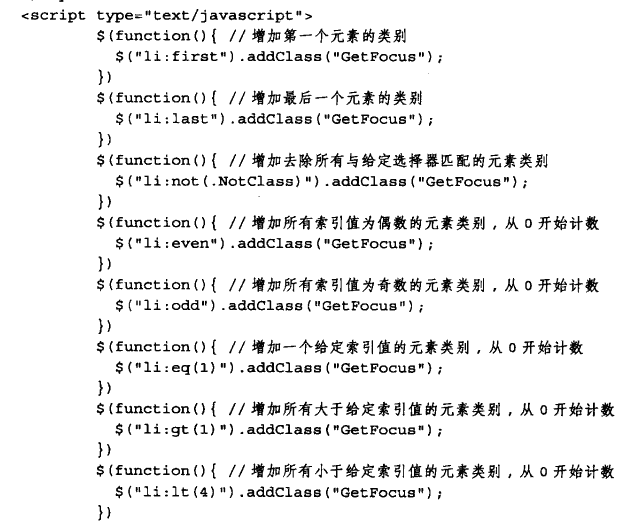 <script type="text/javascript">
$(function(){ //增加第一个元素的类别
$("li:first").addClass("GetFocus");
})
$(function(){ //增加最后一个元素的类别
$("li:last").addClass("GetFocus");
})
$(function(){ //增加去除所有与给定选择器匹配的元素类别
$("li:not(.NotClass)").addClass("GetFocus");
})
$(function(){ //增加所有索引值为偶数的元素类别，从 0 开始计数
$("li:even").addClass("GetFocus");
})
$(function(){ //增加所有索引值为奇数的元素类别，从 0 开始计数
$("li:odd").addClass("GetFocus");
})
$(function(){ //增加一个给定索引值的元素类别，从 0 开始计数
$("li:eq(1)").addClass("GetFocus");
})
$(function(){ //增加所有大于给定索引值的元素类别，从 0 开始计数
$("li:gt(1)").addClass("GetFocus");
})
$(function(){ //增加所有小于给定索引值的元素类别，从 0 开始计数
$("li:lt(4)").addClass("GetFocus");
})